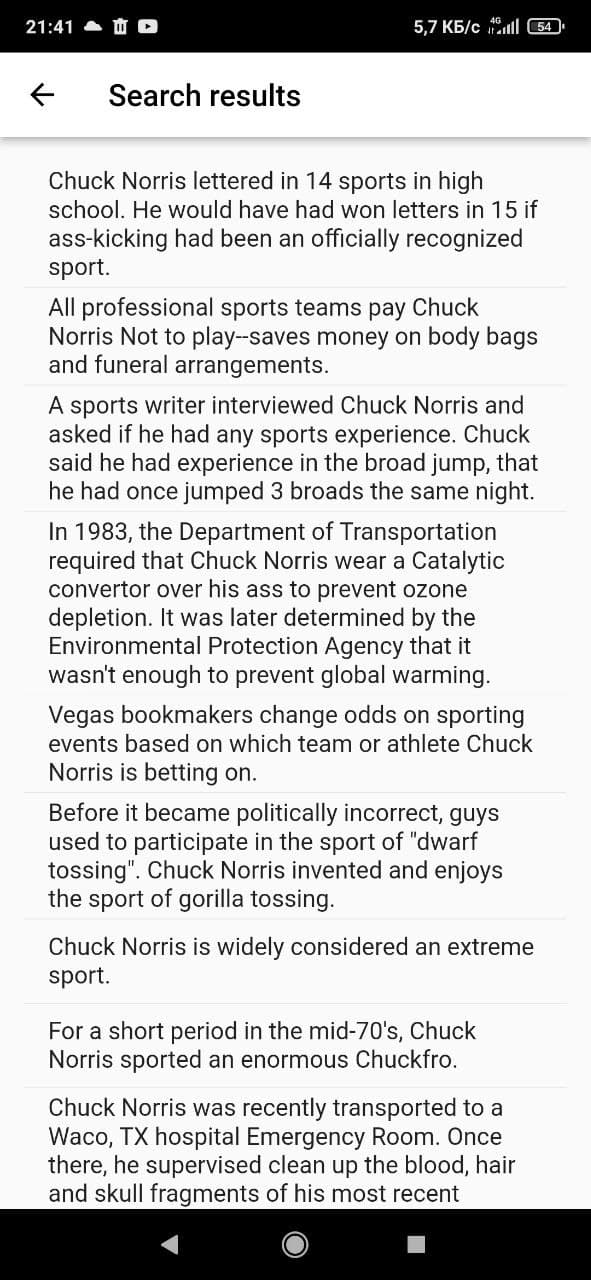 21:41
5,7 КБ/с 4G 54
Search results
Chuck Norris lettered in 14 sports in high
school. He would have had won letters in 15 if
ass-kicking had been an officially recognized
sport.
All professional sports teams pay Chuck
Norris Not to play--saves money on body bags
and funeral arrangements.
A sports writer interviewed Chuck Norris and
asked if he had any sports experience. Chuck
said he had experience in the broad jump, that
he had once jumped 3 broads the same night.
In 1983, the Department of Transportation
required that Chuck Norris wear a Catalytic
convertor over his ass to prevent ozone
depletion. It was later determined by the
Environmental Protection Agency that it
wasn't enough to prevent global warming.
Vegas bookmakers change odds on sporting
events based on which team or athlete Chuck
Norris is betting on.
Before it became politically incorrect, guys
used to participate in the sport of "dwarf
tossing". Chuck Norris invented and enjoys
the sport of gorilla tossing.
Chuck Norris is widely considered an extreme
sport.
For a short period in the mid-70's, Chuck
Norris sported an enormous Chuckfro.
Chuck Norris was recently transported to a
Waco, TX hospital Emergency Room. Once
there, he supervised clean up the blood, hair
and skull fragments of his most recent